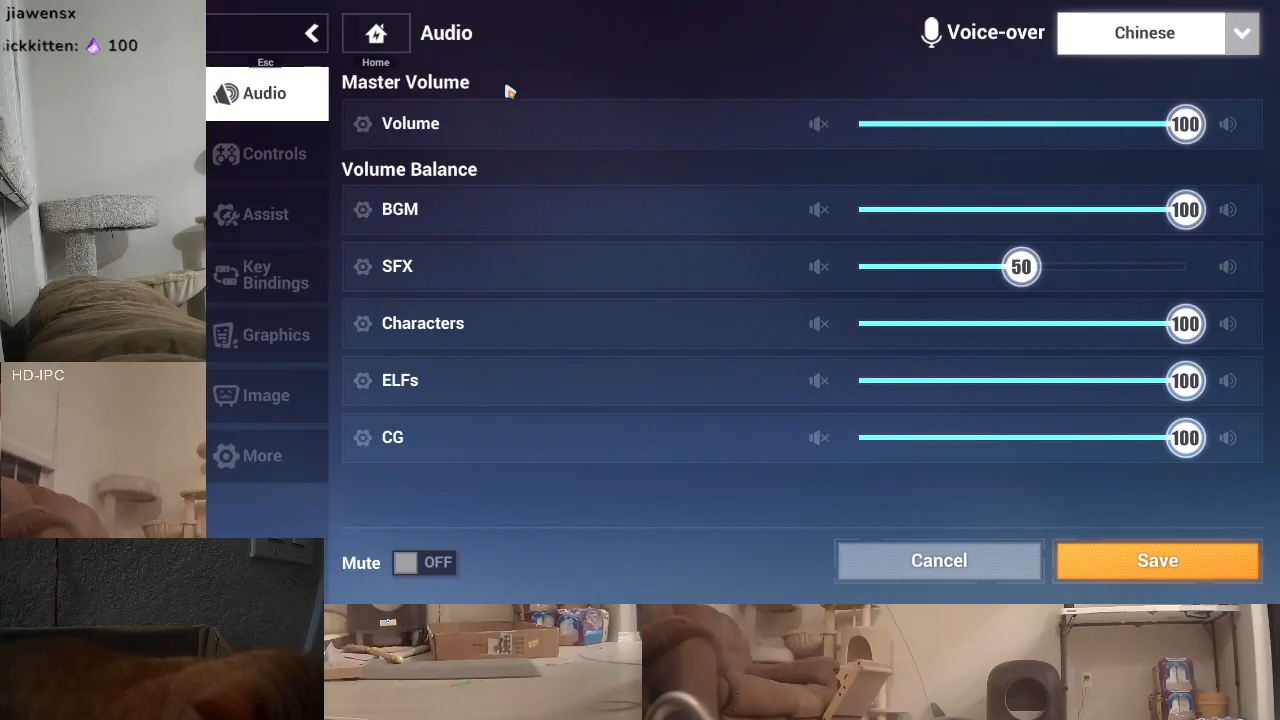 jiawensx
sickkitten: 100
Esc
Home
Audio
Voice-over
Chinese
Audio
Controls
Assist
Key
Bindings
Graphics
Image
More
Master Volume
Volume
100
Volume Balance
BGM
100
SFX
50
Characters
100
ELFs
100
CG
100
Mute
OFF
Cancel
Save
HD-IPC